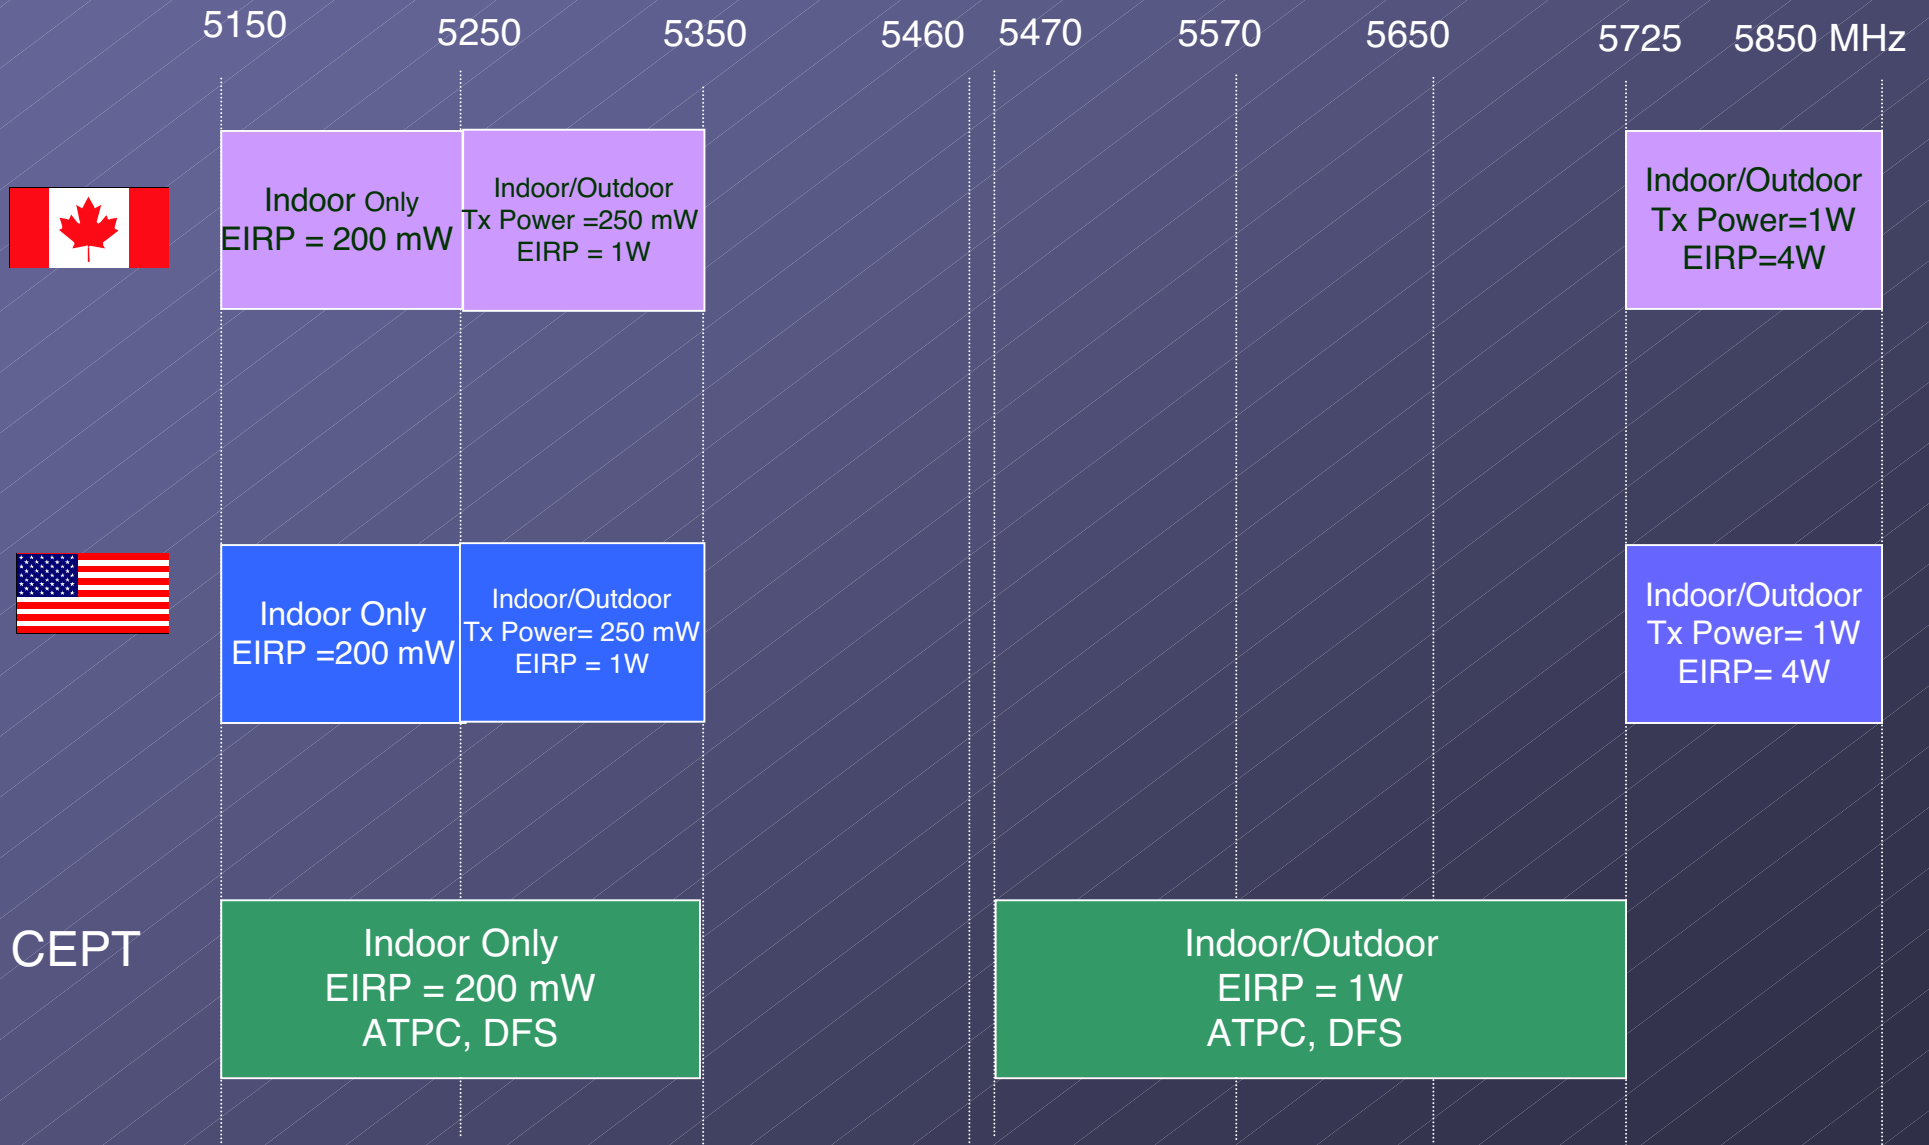 5150 5250 5350 5460 5470 5570 5650 5725 5850 MHz
Indoor Only
EIRP = 200 mW
Indoor/Outdoor
Tx Power =250 mW
EIRP = 1W
Indoor/Outdoor
Tx Power=1W
EIRP=4W
Indoor Only
EIRP =200 mW
Indoor/Outdoor
Tx Power= 250 mW
EIRP = 1W
Indoor/Outdoor
Tx Power= 1W
EIRP= 4W
CEPT
Indoor Only
EIRP = 200 mW
ATPC, DFS
Indoor/Outdoor
EIRP = 1W
ATPC, DFS